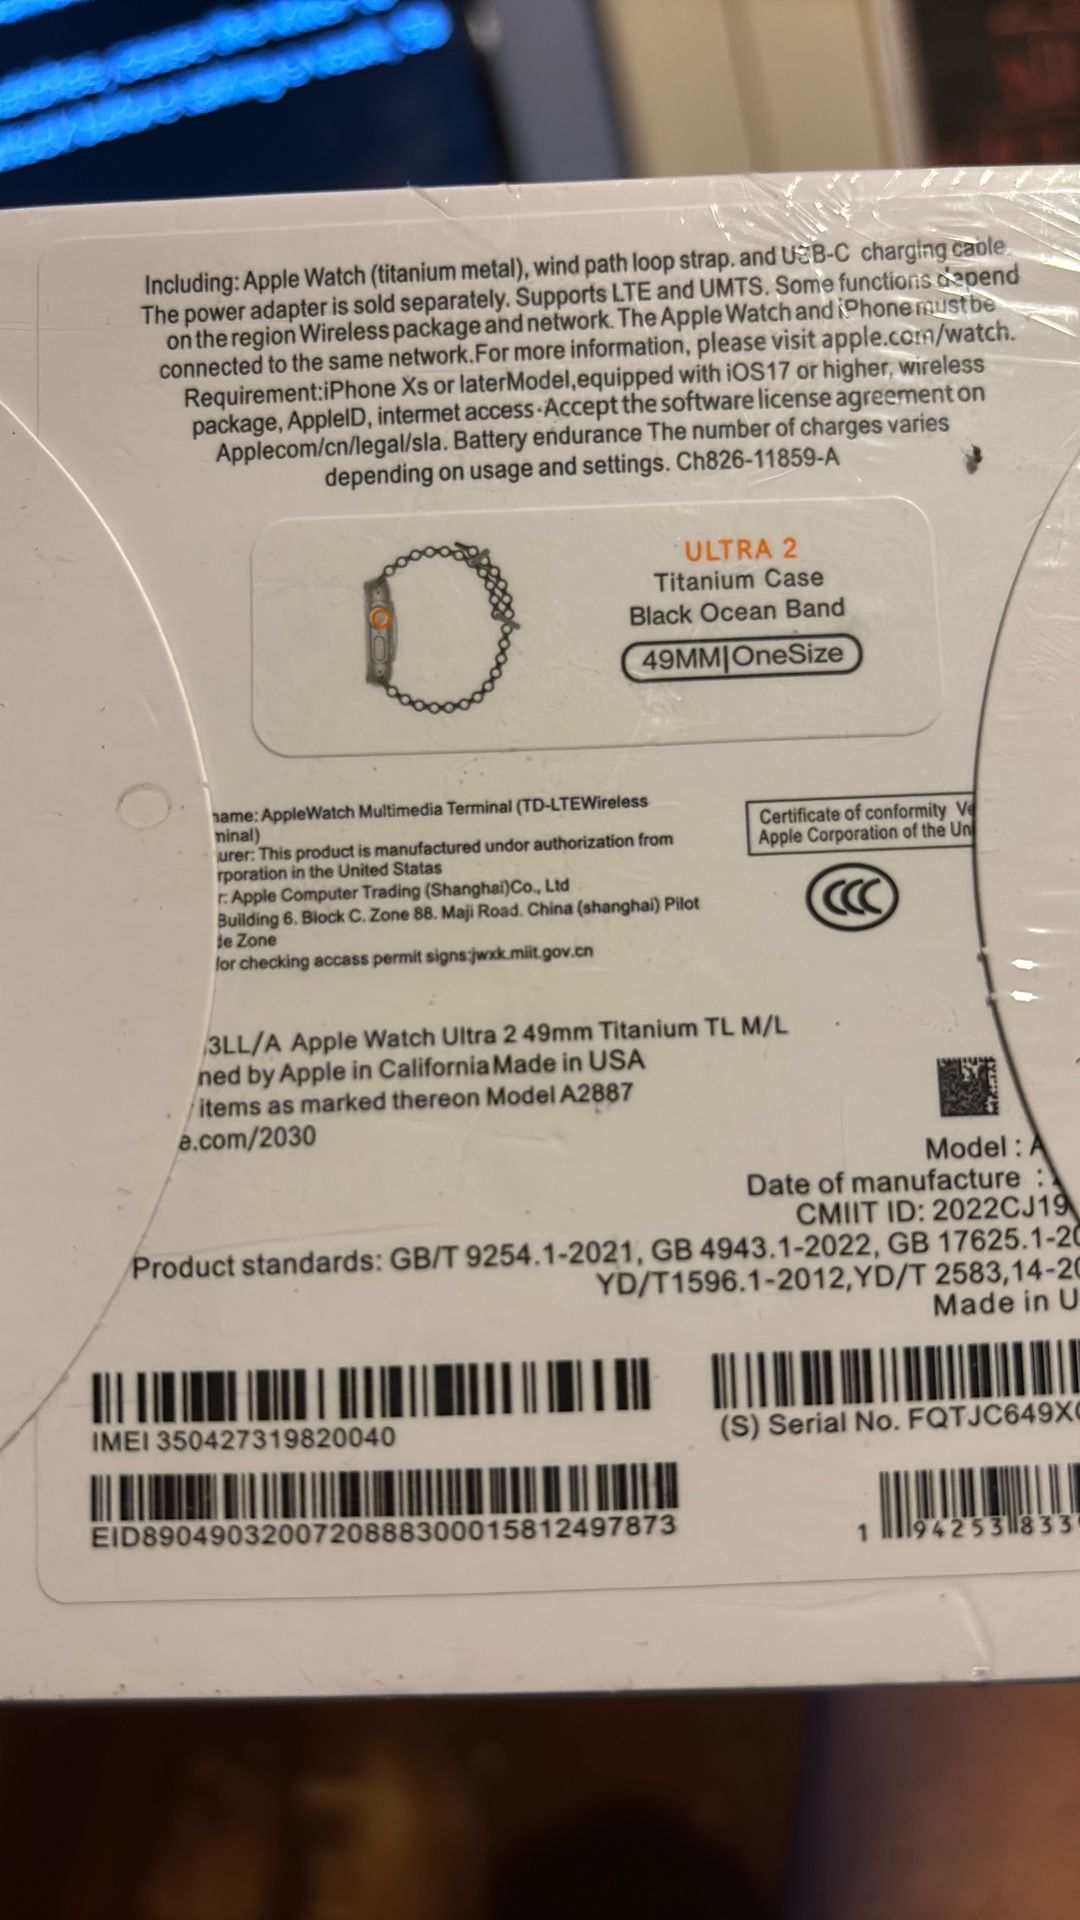 Including: Apple Watch (titanium metal), wind path loop strap. and USB-C charging cable.
The power adapter is sold separately. Supports LTE and UMTS. Some functions depend
on the region Wireless package and network. The Apple Watch and iPhone must be
connected to the same network.For more information, please visit apple.com/watch.
Requirement:iPhone Xs or laterModel,equipped with iOS17 or higher, wireless
package, AppleID, internet access·Accept the software license agreement on
Applecom/cn/legal/sla. Battery endurance The number of charges varies
depending on usage and settings. Ch826-11859-A
ULTRA 2
Titanium Case
Black Ocean Band
49MM|OneSize
name: AppleWatch Multimedia Terminal (TD-LTEWireless
minal)
urer: This product is manufactured undor authorization from
rporation in the United Statas
r: Apple Computer Trading (Shanghai)Co., Ltd
Building 6. Block C. Zone 88. Maji Road. China (shanghai) Pilot
de Zone
for checking accass permit signs:jwxk.miit.gov.cn
Certificate of conformity Ve
Apple Corporation of the Un
CCC
3LL/A Apple Watch Ultra 2 49mm Titanium TL M/L
ned by Apple in California Made in USA
items as marked thereon Model A2887
e.com/2030
Model : A
Date of manufacture :
CMIIT ID: 2022CJ19
Product standards: GB/T 9254.1-2021, GB 4943.1-2022, GB 17625.1-20
YD/T1596.1-2012,YD/T 2583,14-20
Made in U
IMEI 350427319820040
(S) Serial No. FQTJC649X
EID89049032007208883000015812497873
1 94253 833